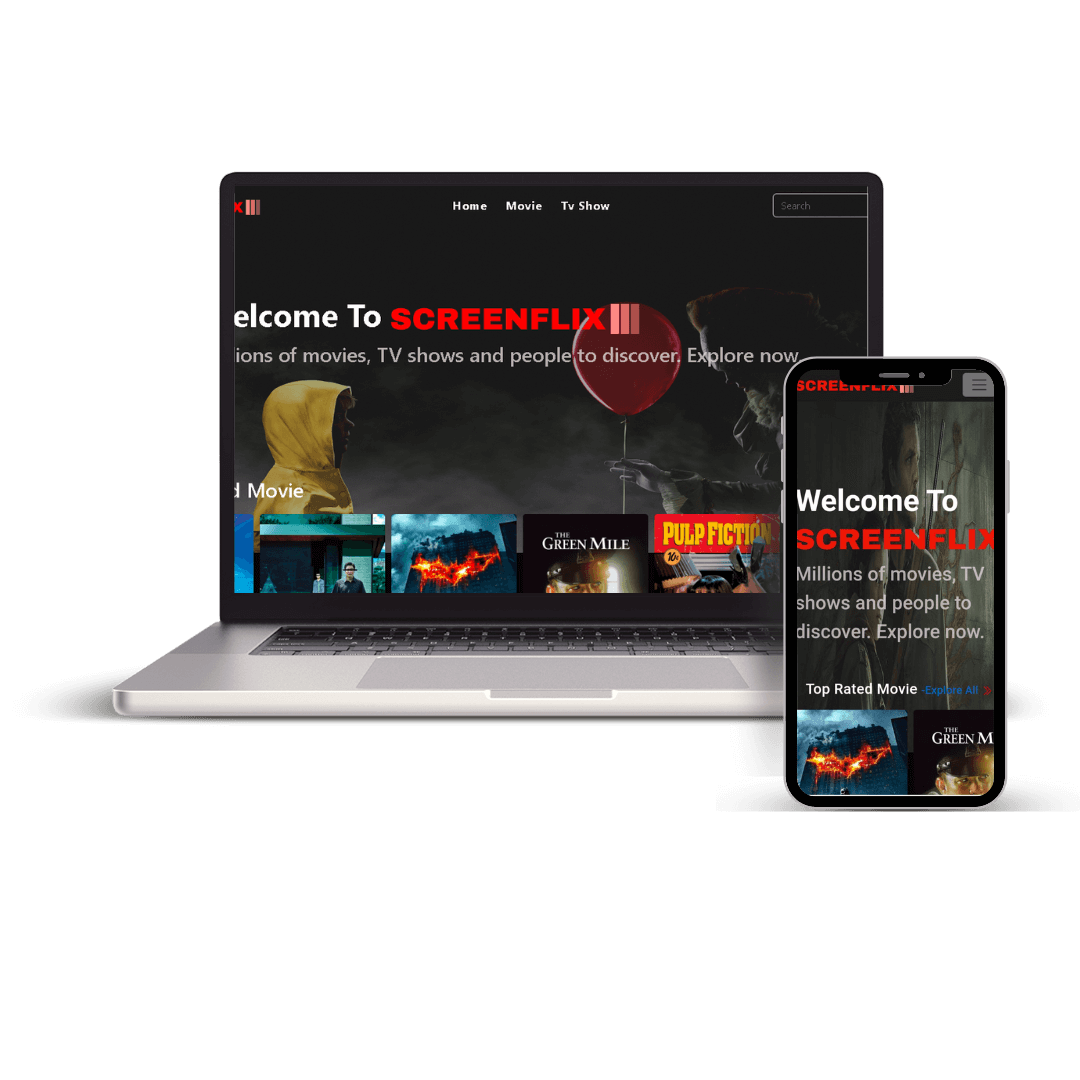 X
Home Movie Tv Show
Search
elcome To SCREENFLIX
ions of movies, TV shows and people to discover. Explore now.
d Movie
THE
GREEN MILE
PULP FICTION
10¢
SCREENFLIX
Welcome To
SCREENFLIX
Millions of movies, TV
shows and people to
discover. Explore now.
Top Rated Movie -Explore All
THE
GREEN M